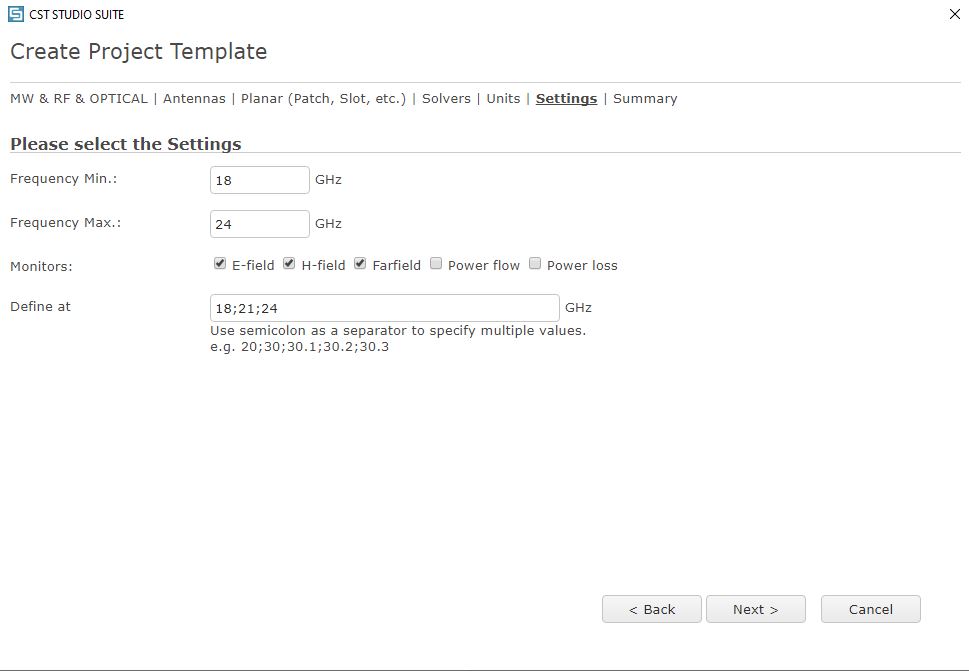 CST STUDIO SUITE
Create Project Template
MW & RF & OPTICAL | Antennas | Planar (Patch, Slot, etc.) | Solvers | Units | Settings | Summary
Please select the Settings
Frequency Min.: 18 GHz
Frequency Max.: 24 GHz
Monitors: E-field H-field Farfield Power flow Power loss
Define at 18;21;24 GHz
Use semicolon as a separator to specify multiple values.
e.g. 20;30;30.1;30.2;30.3
< Back Next > Cancel